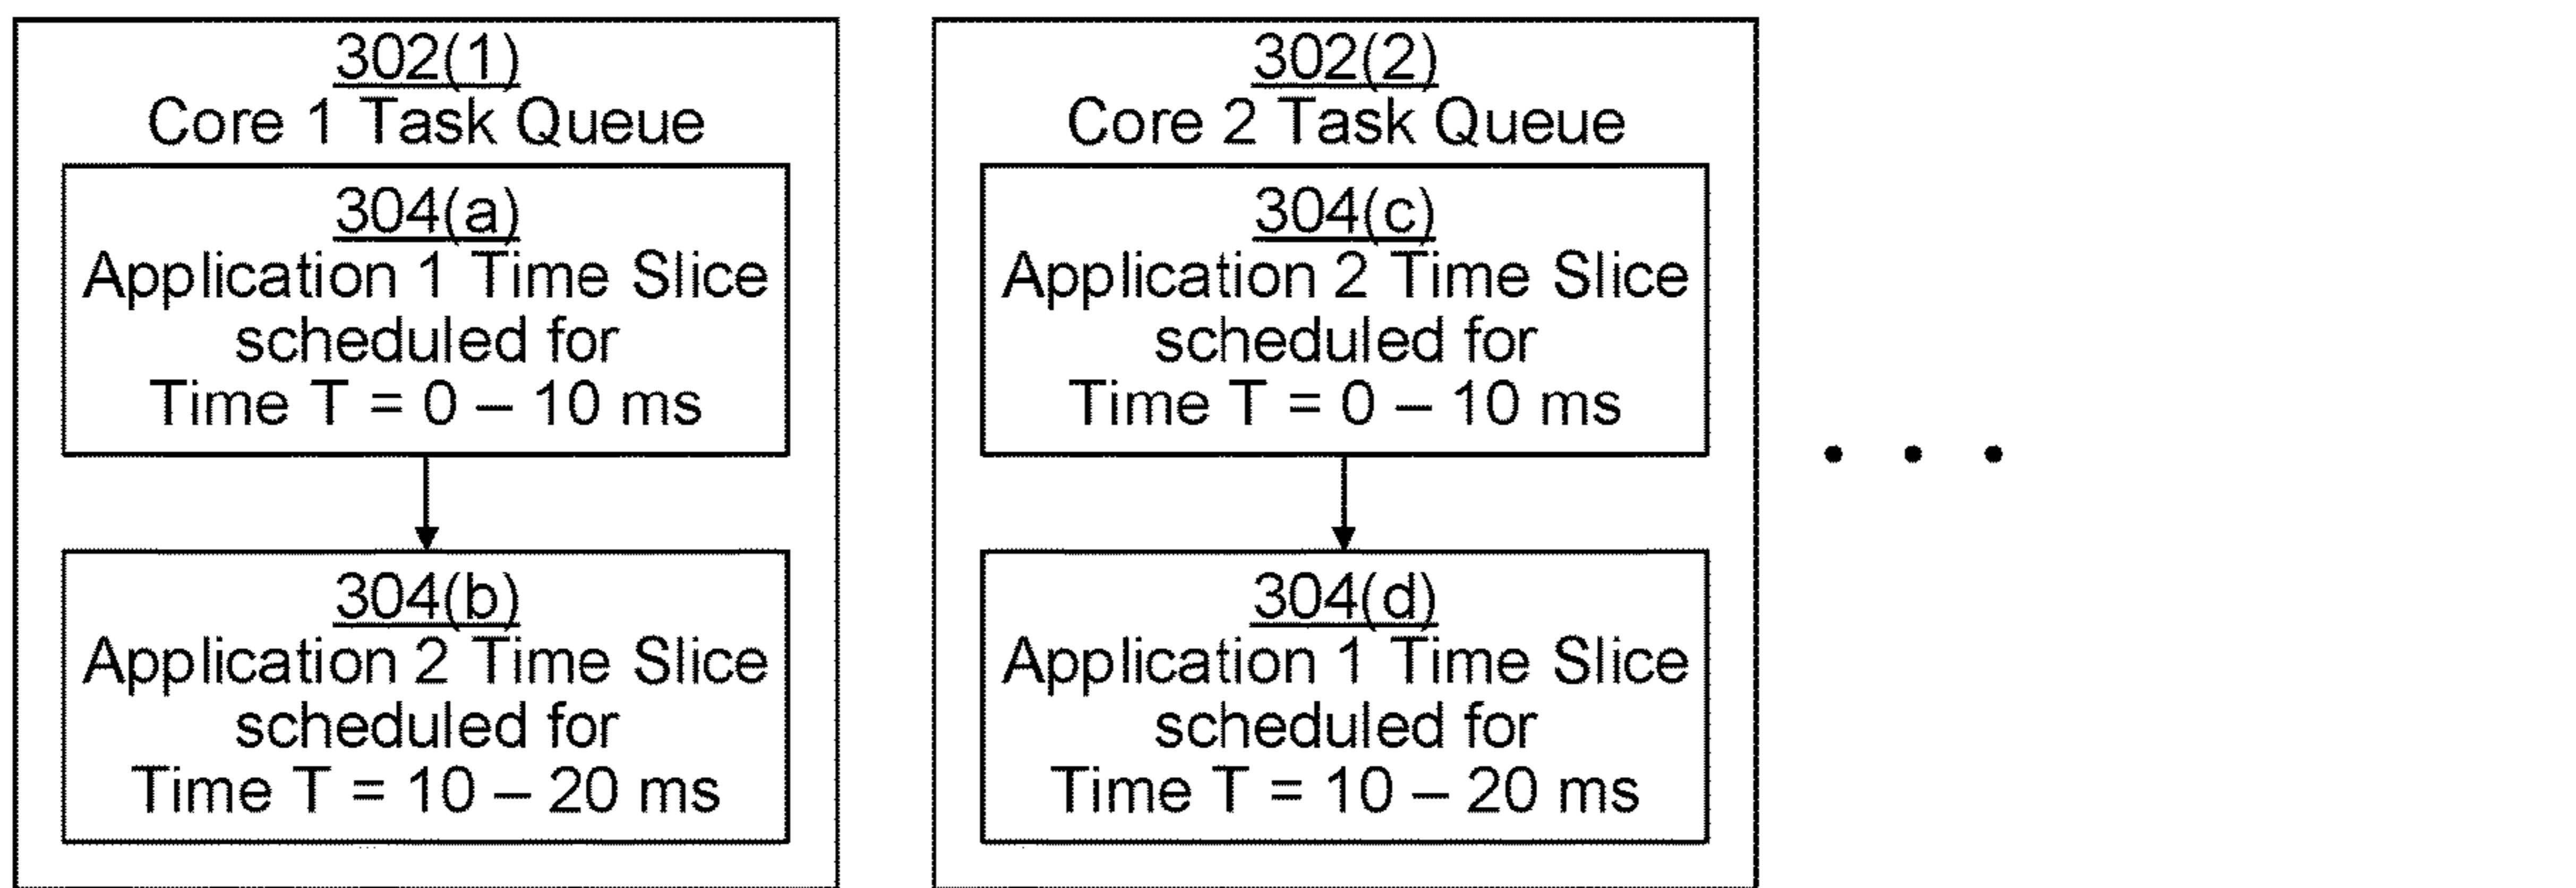 302(1)
Core 1 Task Queue
304(a)
Application 1 Time Slice
scheduled for
Time T = 0 – 10 ms
304(b)
Application 2 Time Slice
scheduled for
Time T = 10 – 20 ms
302(2)
Core 2 Task Queue
304(c)
Application 2 Time Slice
scheduled for
Time T = 0 – 10 ms
304(d)
Application 1 Time Slice
scheduled for
Time T = 10 – 20 ms
• • •